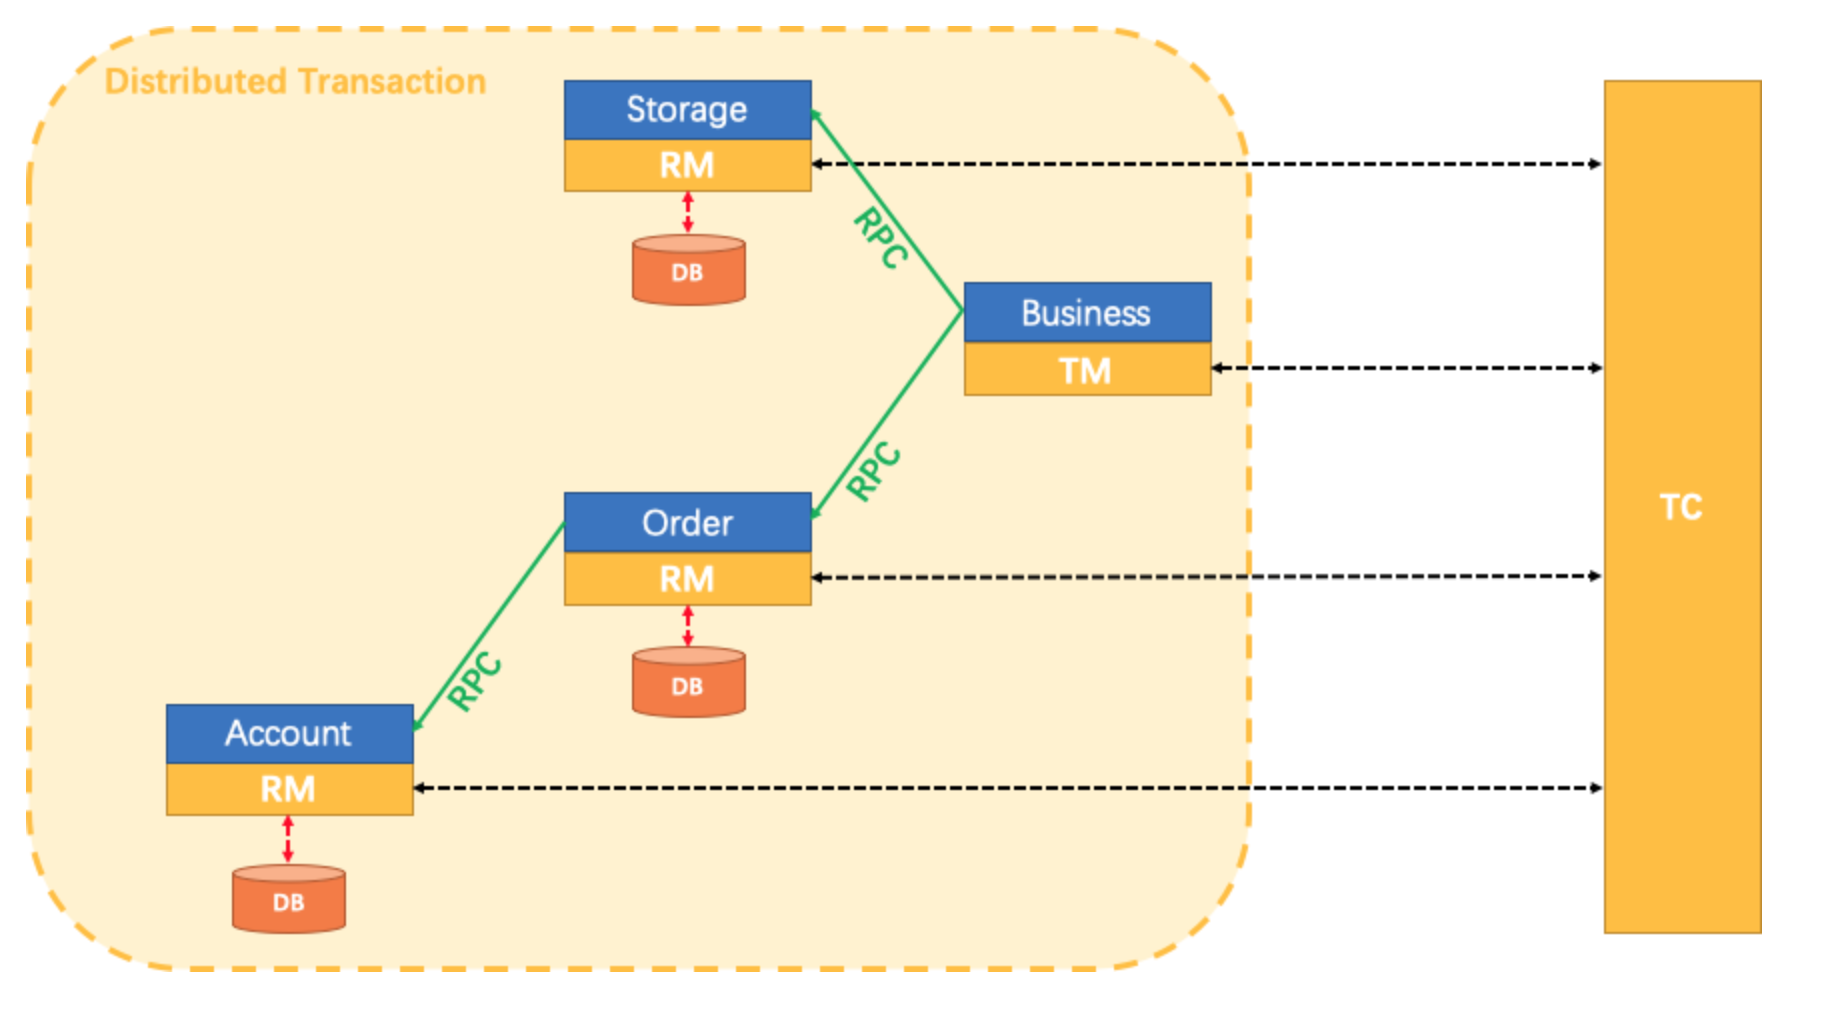 Distributed Transaction
Storage
RM
DB
RPC
Business
TM
RPC
TC
Order
RM
DB
RPC
Account
RM
DB